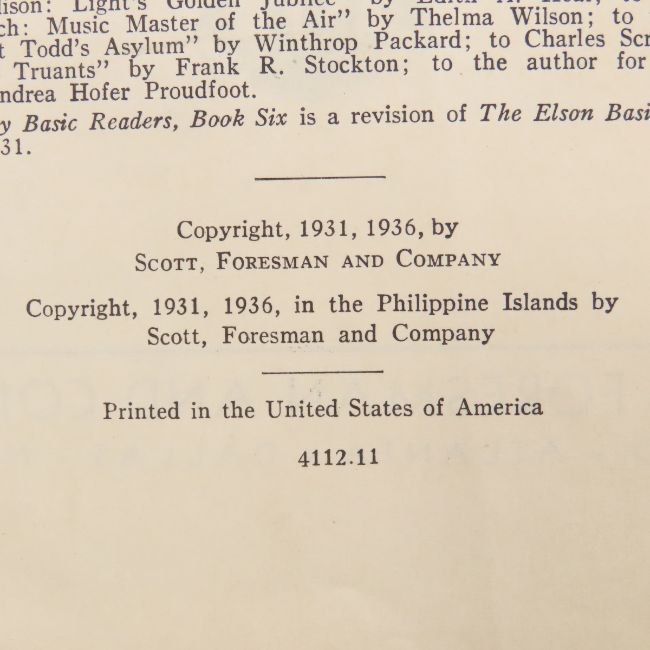 dison: Light's Golden Jubilee" by Edith
ch: Music Master of the Air" by Thelma Wilson; to
t Todd's Asylum" by Winthrop Packard; to Charles Scr
Truants" by Frank R. Stockton; to the author for
ndrea Hofer Proudfoot.
y Basic Readers, Book Six is a revision of The Elson Basi
31.
Copyright, 1931, 1936, by
SCOTT, FORESMAN AND COMPANY
Copyright, 1931, 1936, in the Philippine Islands by
Scott, Foresman and Company
Printed in the United States of America
4112.11